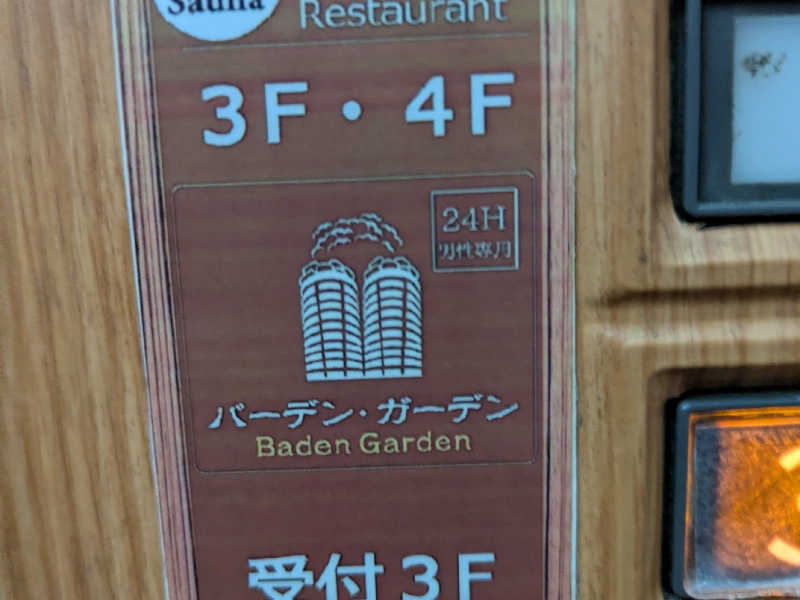 Sauna
Restaurant
3F・4F
24H
男性専用
バーデン・ガーデン
Baden Garden
受付3F